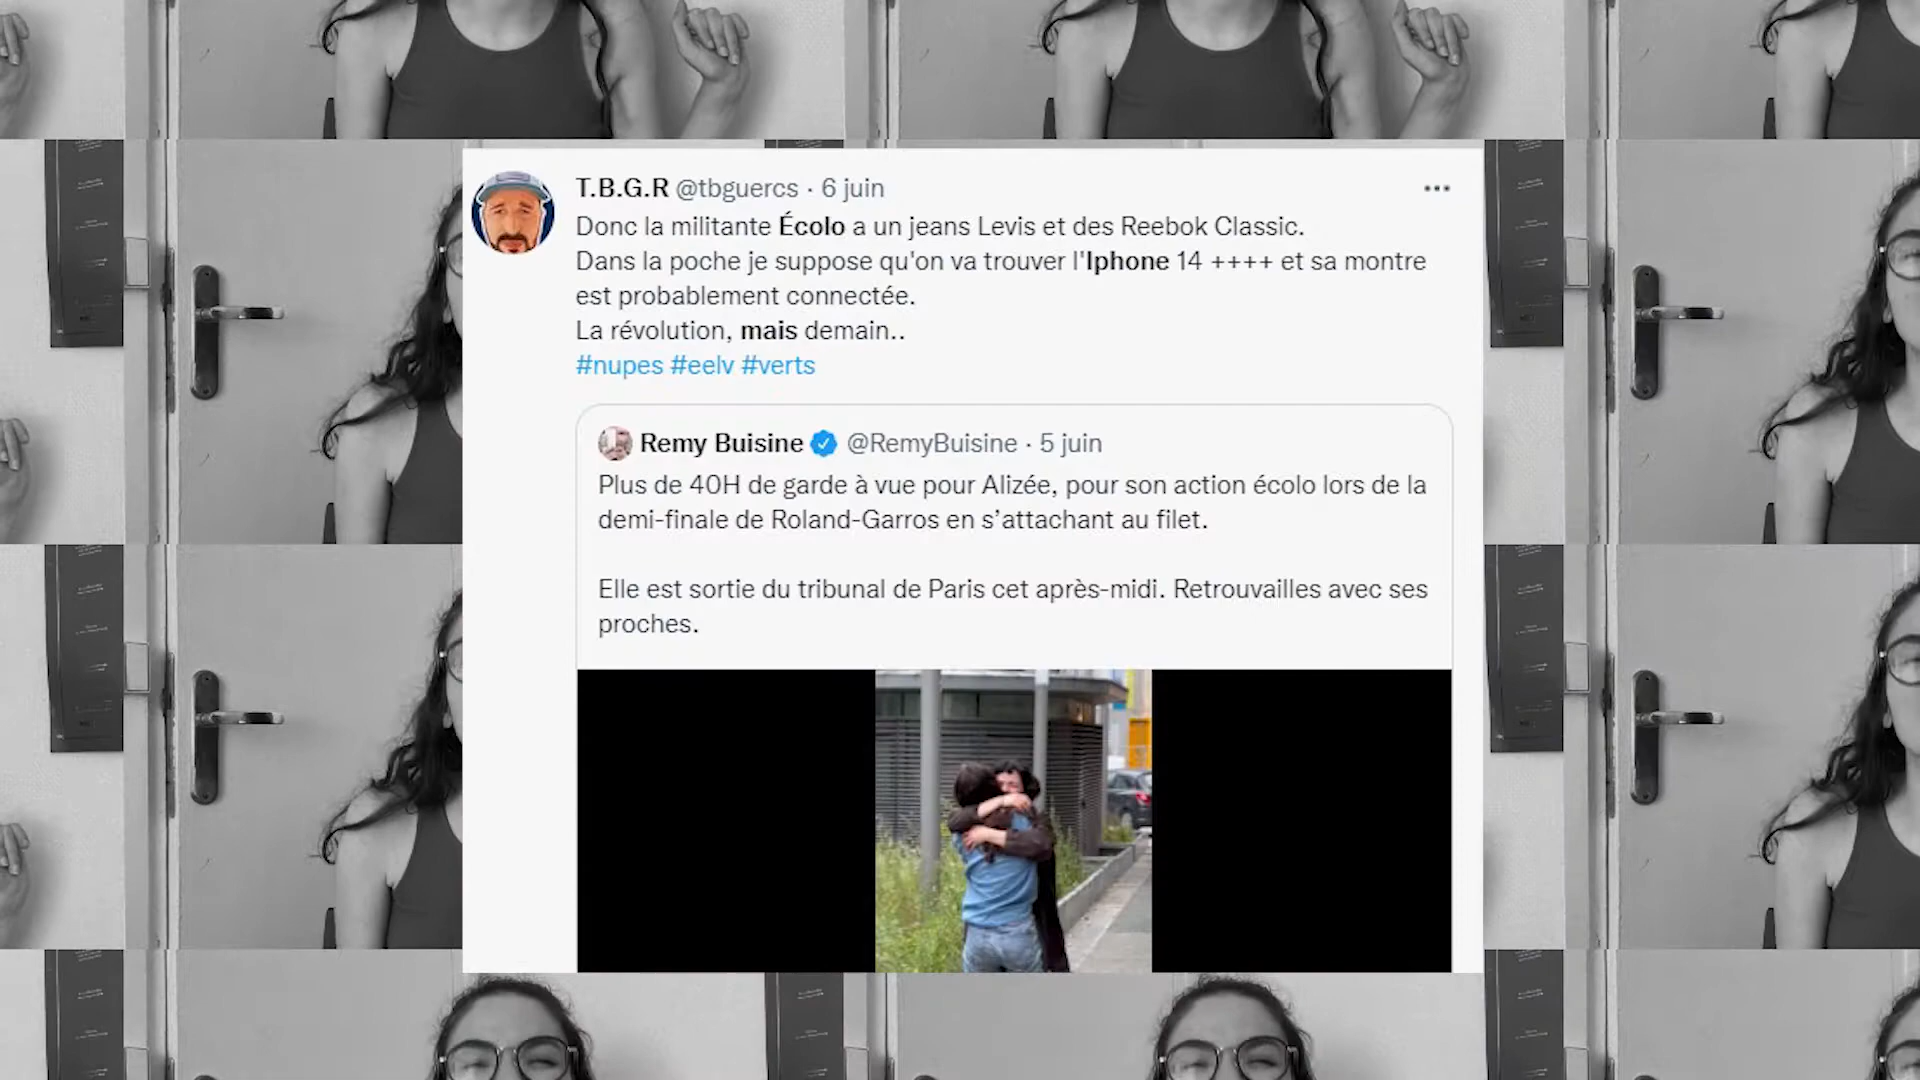 T.B.G.R @tbguercs · 6 juin
Donc la militante Écolo a un jeans Levis et des Reebok Classic.
Dans la poche je suppose qu'on va trouver l'Iphone 14 ++++ et sa montre
est probablement connectée.
La révolution, mais demain..
#nupes #eelv #verts
Remy Buisine @RemyBuisine · 5 juin
Plus de 40H de garde à vue pour Alizée, pour son action écolo lors de la
demi-finale de Roland-Garros en s’attachant au filet.
Elle est sortie du tribunal de Paris cet après-midi. Retrouvailles avec ses
proches.